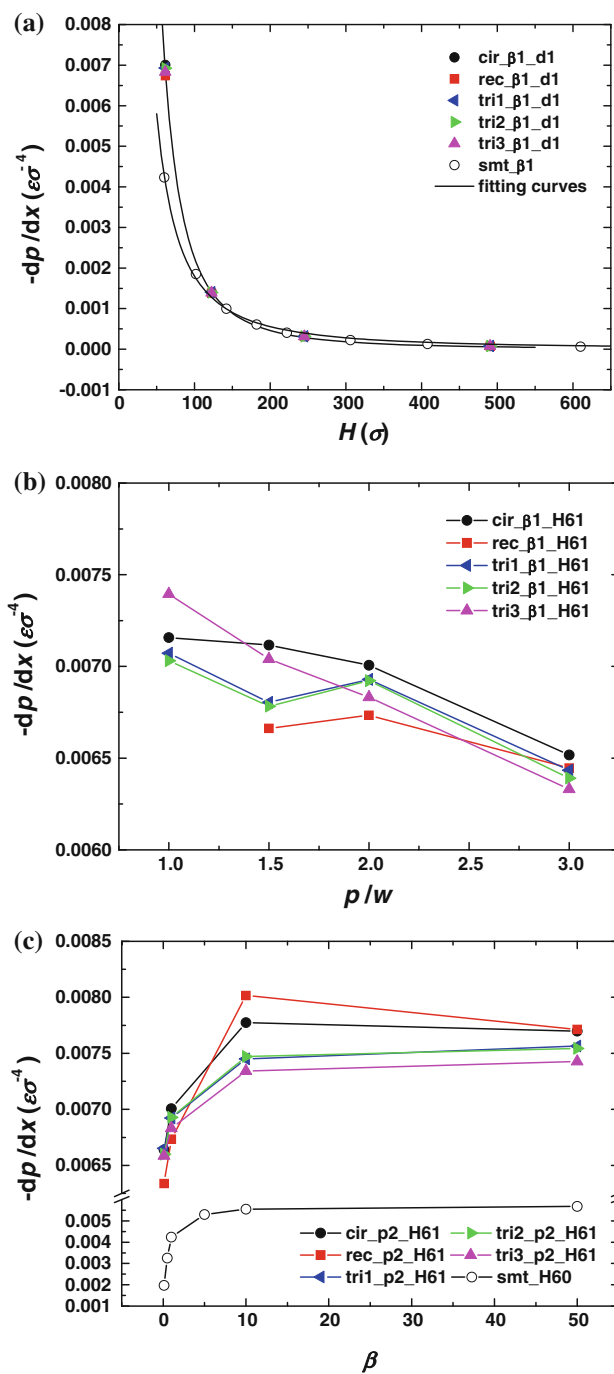 (a)
0.008
0.007
0.006
0.005
0.004
0.003
0.002
0.001
0.000
-0.001
-dp/dx (εσ⁻⁴)
cir_β1_d1
rec_β1_d1
tri1_β1_d1
tri2_β1_d1
tri3_β1_d1
smt_β1
fitting curves
0 100 200 300 400 500 600
H (σ)
(b)
0.0080
0.0075
0.0070
0.0065
0.0060
-dp/dx (εσ⁻⁴)
cir_β1_H61
rec_β1_H61
tri1_β1_H61
tri2_β1_H61
tri3_β1_H61
1.0 1.5 2.0 2.5 3.0
p/w
(c)
0.0085
0.0080
0.0075
0.0070
0.0065
0.005
0.004
0.003
0.002
0.001
-dp/dx (εσ⁻⁴)
cir_p2_H61 tri2_p2_H61
rec_p2_H61 tri3_p2_H61
tri1_p2_H61 smt_H60
0 10 20 30 40 50
β